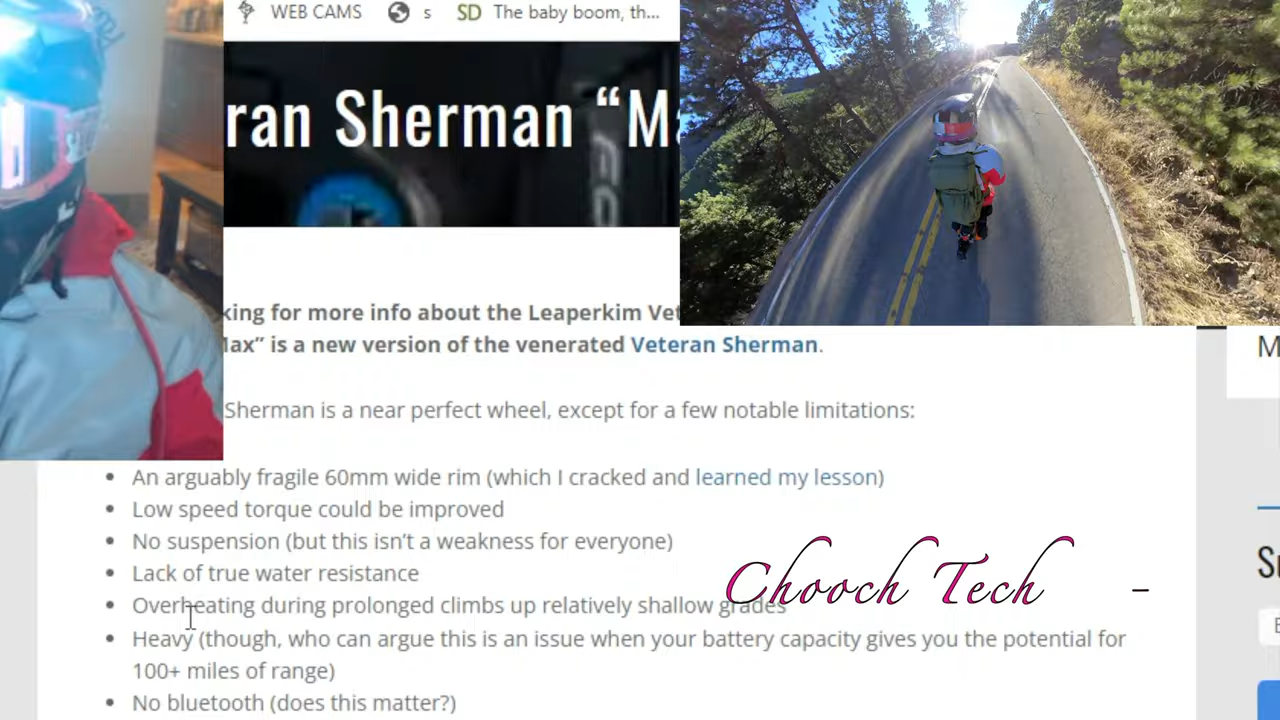 WEB CAMS s SD The baby boom, th...
ran Sherman “Ma
king for more info about the Leaperkim Vet
Max” is a new version of the venerated Veteran Sherman.
M
Sherman is a near perfect wheel, except for a few notable limitations:
• An arguably fragile 60mm wide rim (which I cracked and learned my lesson)
• Low speed torque could be improved
• No suspension (but this isn’t a weakness for everyone)
• Lack of true water resistance
• Overheating during prolonged climbs up relatively shallow grades
• Heavy (though, who can argue this is an issue when your battery capacity gives you the potential for
100+ miles of range)
• No bluetooth (does this matter?)
Chooch Tech -